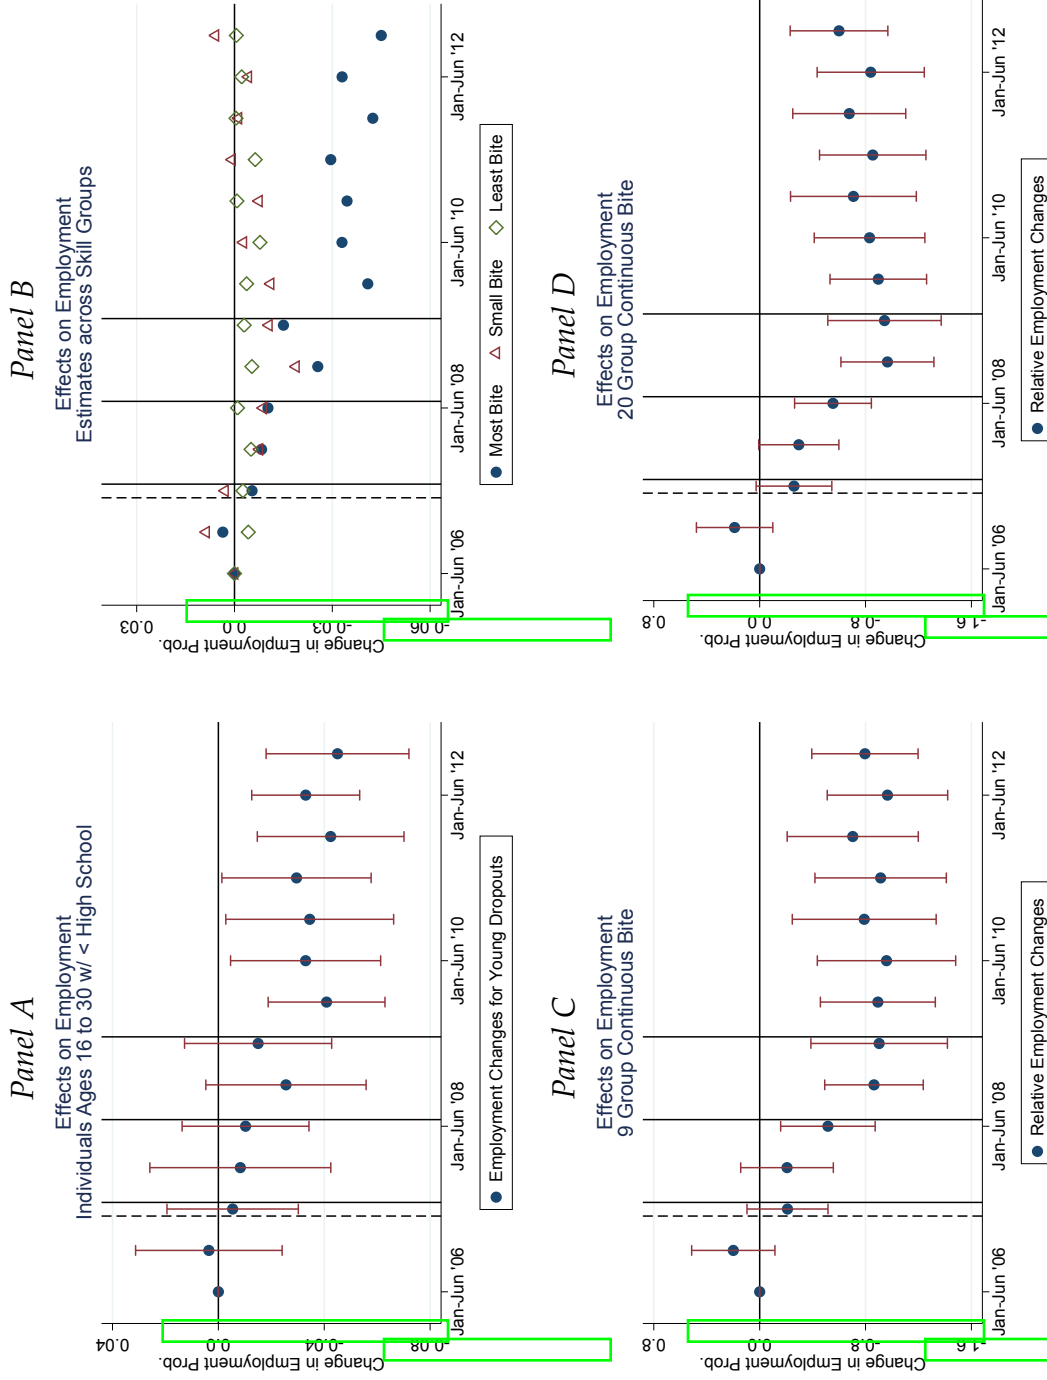 Panel A
Effects on Employment
Individuals Ages 16 to 30 w/ < High School
Change in Employment Prob.
0.04
0.0
-0.04
-0.08
Jan-Jun '06
Jan-Jun '08
Jan-Jun '10
Jan-Jun '12
Employment Changes for Young Dropouts
Panel B
Effects on Employment
Estimates across Skill Groups
Change in Employment Prob.
0.03
0.0
-0.03
-0.06
Jan-Jun '06
Jan-Jun '08
Jan-Jun '10
Jan-Jun '12
Most Bite
Small Bite
Least Bite
Panel C
Effects on Employment
9 Group Continuous Bite
Change in Employment Prob.
0.8
0.0
-0.8
-1.6
Jan-Jun '06
Jan-Jun '08
Jan-Jun '10
Jan-Jun '12
Relative Employment Changes
Panel D
Effects on Employment
20 Group Continuous Bite
Change in Employment Prob.
0.8
0.0
-0.8
-1.6
Jan-Jun '06
Jan-Jun '08
Jan-Jun '10
Jan-Jun '12
Relative Employment Changes